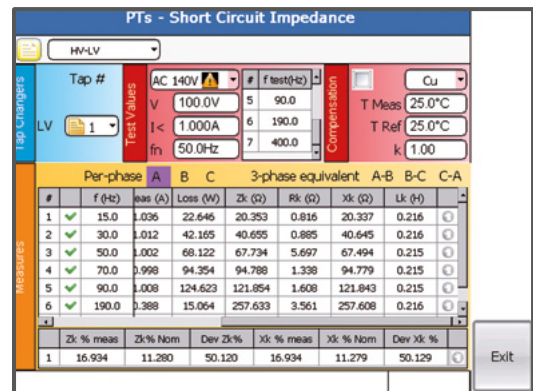 PTs - Short Circuit Impedance
HV-LV
Tap Changers
Tap #
LV 1
Test Values
AC 140V
V 100.0V
I< 1.000A
fn 50.0Hz
# f test(Hz)
5 90.0
6 190.0
7 400.0
Compensation
Cu
T Meas 25.0°C
T Ref 25.0°C
k 1.00
Measures
Per-phase A B C 3-phase equivalent A-B B-C C-A
# f (Hz) eas (A) Loss (W) Zk (Ω) Rk (Ω) Xk (Ω) Lk (H)
1 15.0 1.036 22.646 20.353 0.816 20.337 0.216
2 30.0 1.012 42.165 40.655 0.885 40.645 0.216
3 50.0 1.002 68.122 67.734 5.697 67.494 0.215
4 70.0 0.998 94.354 94.788 1.338 94.779 0.215
5 90.0 1.008 124.623 121.854 1.608 121.843 0.215
6 190.0 0.388 15.064 257.633 3.561 257.608 0.216
Zk % meas Zk% Nom Dev Zk% Xk % meas Xk % Nom Dev Xk %
1 16.934 11.280 50.120 16.934 11.279 50.129
Exit